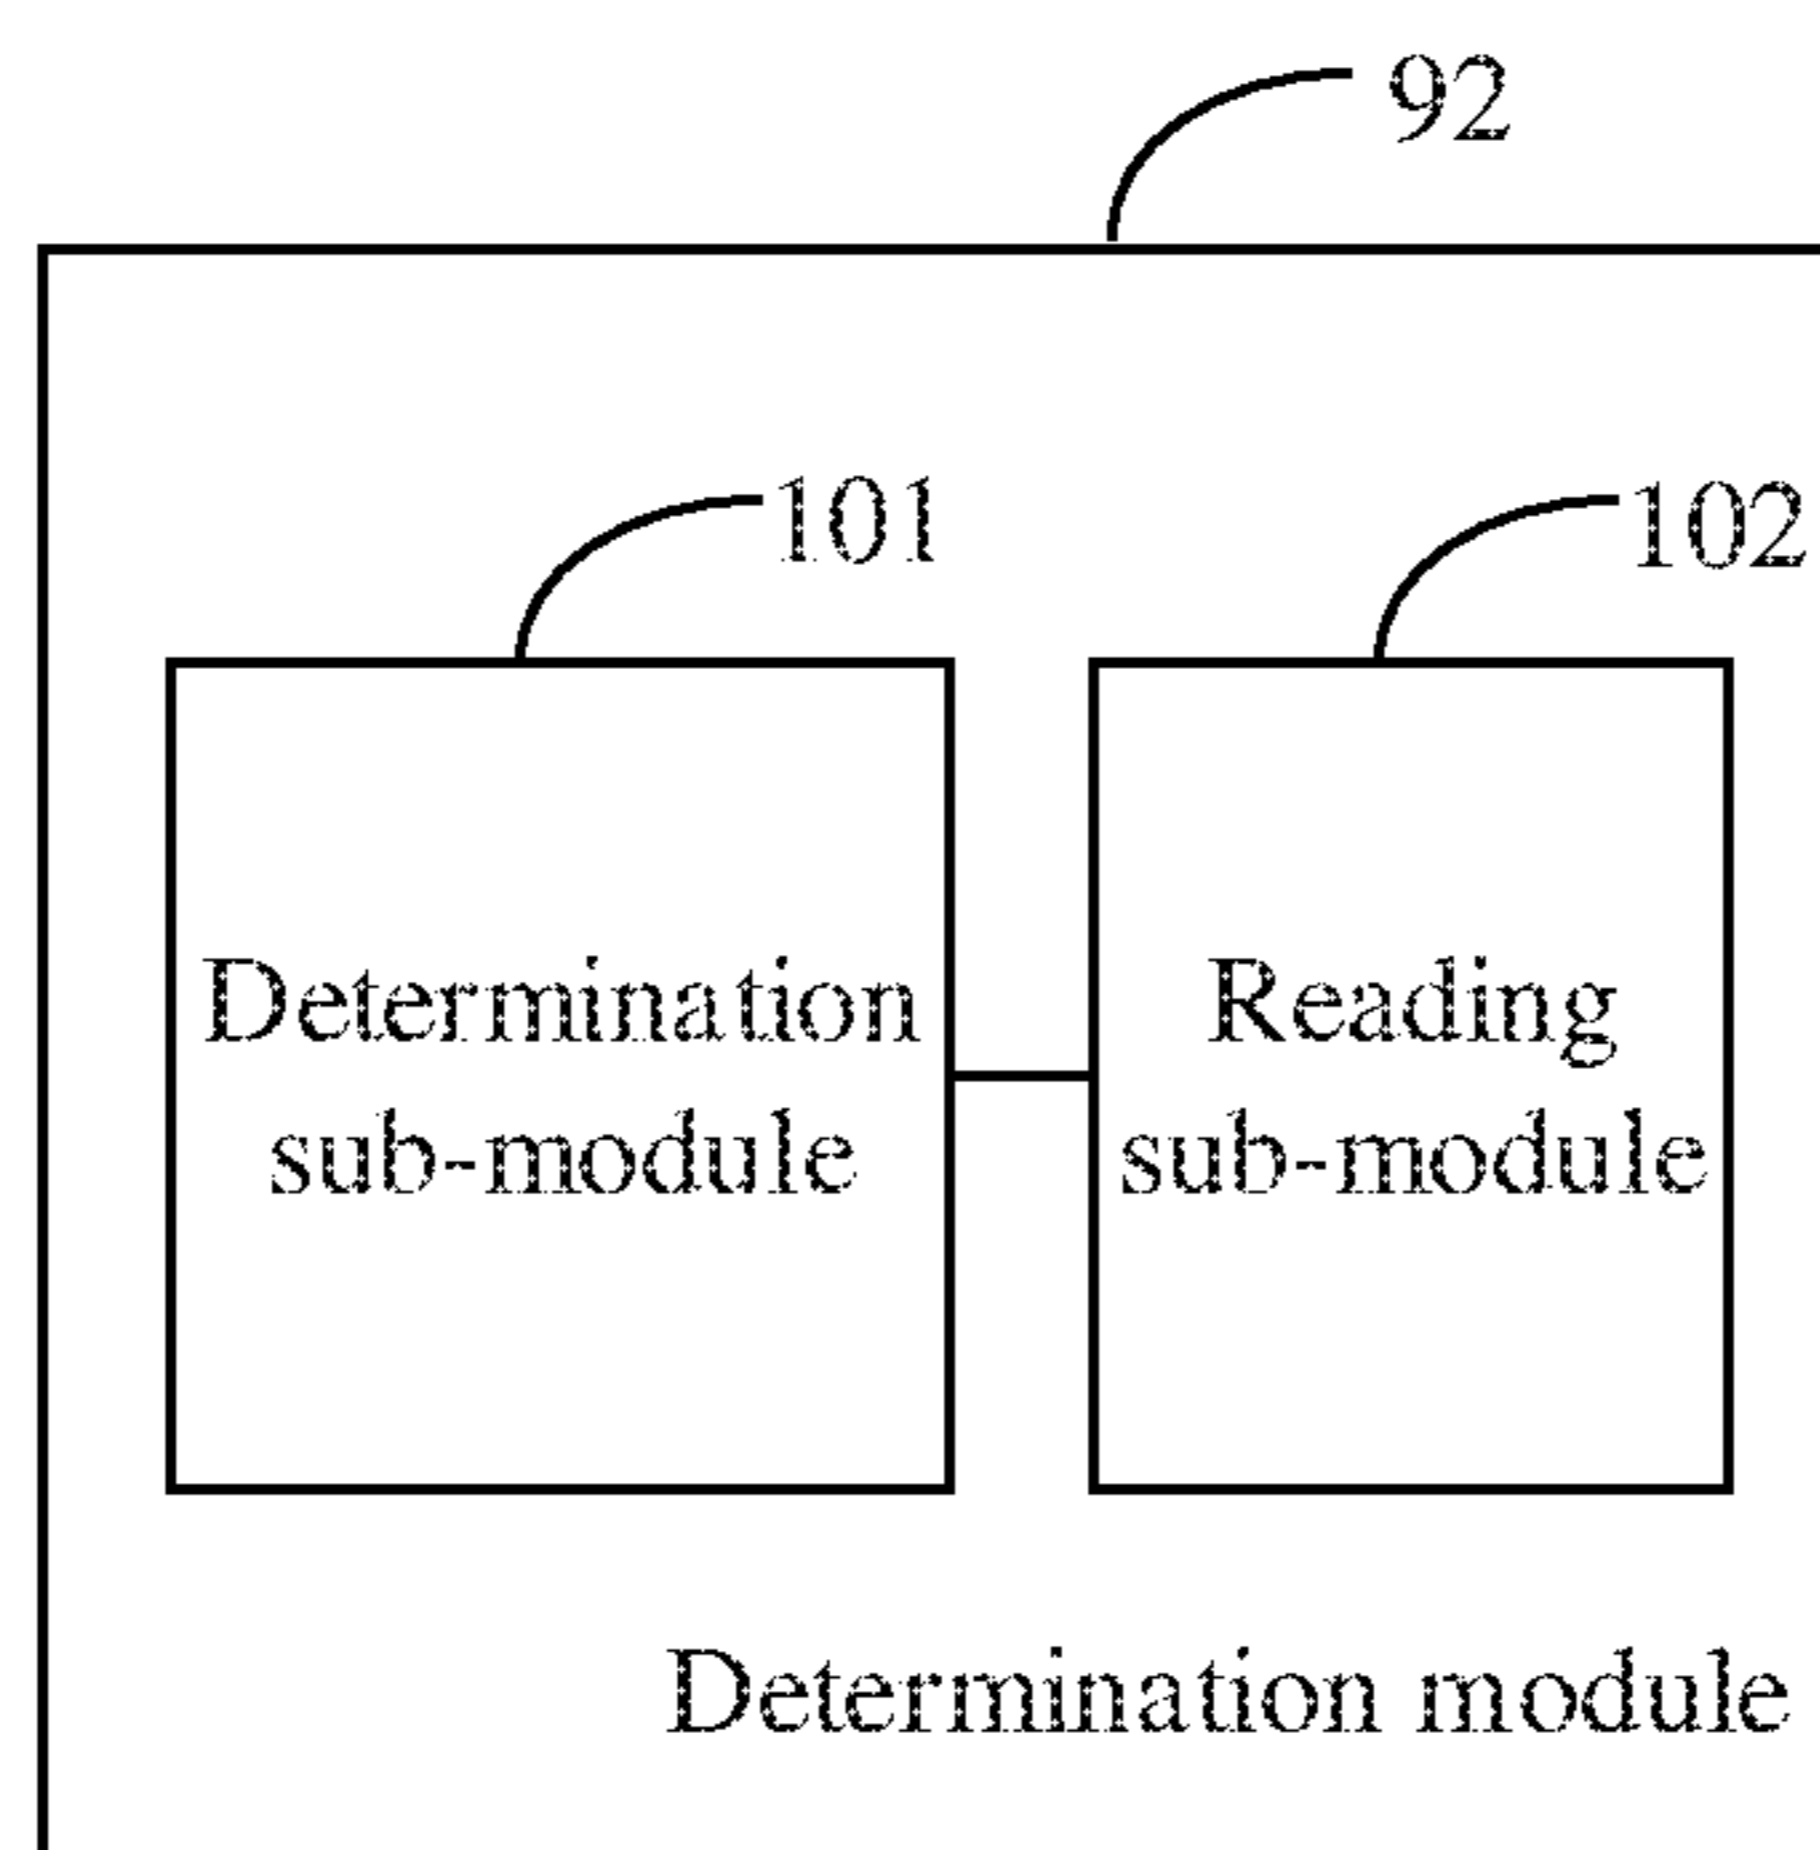 92
101
102
Determination
sub-module
Reading
sub-module
Determination module